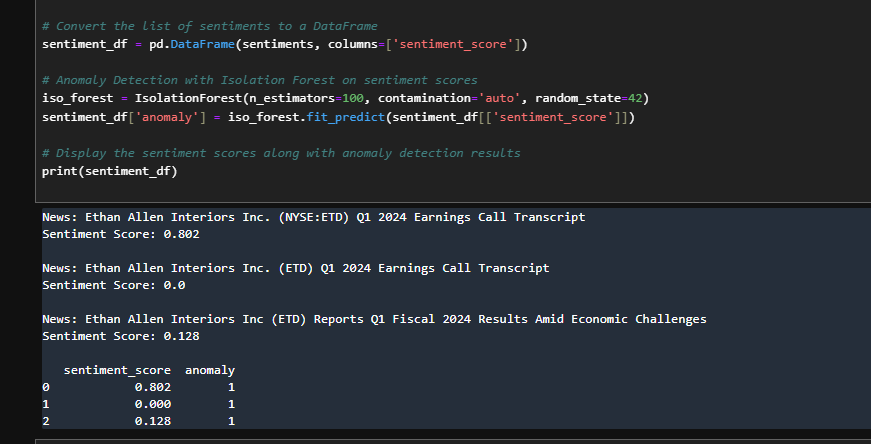 # Convert the list of sentiments to a DataFrame
sentiment_df = pd.DataFrame(sentiments, columns=['sentiment_score'])
# Anomaly Detection with Isolation Forest on sentiment scores
iso_forest = IsolationForest(n_estimators=100, contamination='auto', random_state=42)
sentiment_df['anomaly'] = iso_forest.fit_predict(sentiment_df[['sentiment_score']])
# Display the sentiment scores along with anomaly detection results
print(sentiment_df)
News: Ethan Allen Interiors Inc. (NYSE:ETD) Q1 2024 Earnings Call Transcript
Sentiment Score: 0.802
News: Ethan Allen Interiors Inc. (ETD) Q1 2024 Earnings Call Transcript
Sentiment Score: 0.0
News: Ethan Allen Interiors Inc (ETD) Reports Q1 Fiscal 2024 Results Amid Economic Challenges
Sentiment Score: 0.128
sentiment_score anomaly
0 0.802 1
1 0.000 1
2 0.128 1